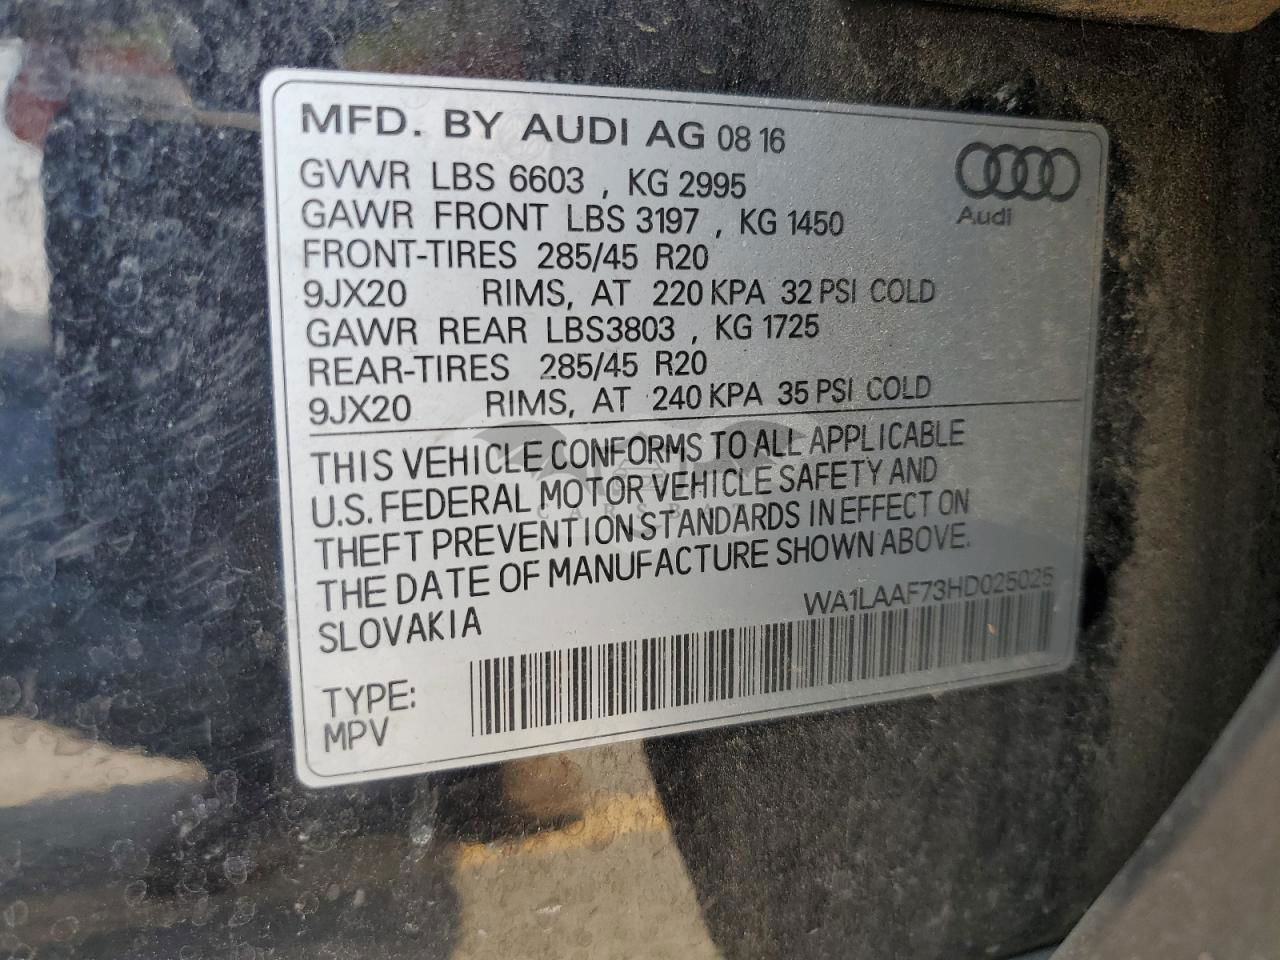 MFD. BY AUDI AG 08 16
GVWR LBS 6603 , KG 2995
GAWR FRONT LBS 3197 , KG 1450
FRONT-TIRES 285/45 R20
9JX20 RIMS, AT 220 KPA 32 PSI COLD
GAWR REAR LBS3803 , KG 1725
REAR-TIRES 285/45 R20
9JX20 RIMS, AT 240 KPA 35 PSI COLD
Audi
THIS VEHICLE CONFORMS TO ALL APPLICABLE
U.S. FEDERAL MOTOR VEHICLE SAFETY AND
THEFT PREVENTION STANDARDS IN EFFECT ON
THE DATE OF MANUFACTURE SHOWN ABOVE.
SLOVAKIA
WA1LAAF73HD025025
TYPE:
MPV